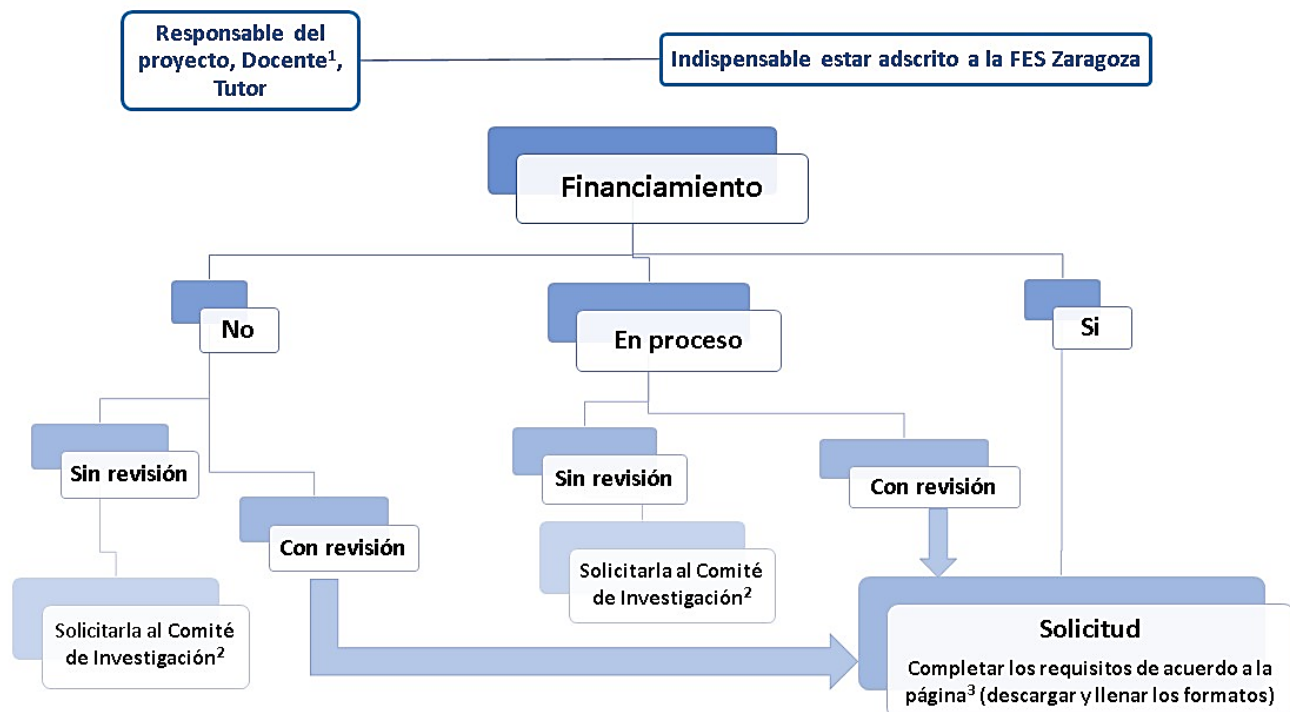 Responsable del
proyecto, Docente¹,
Tutor
Indispensable estar adscrito a la FES Zaragoza
Financiamiento
No
En proceso
Si
Sin revisión
Con revisión
Sin revisión
Con revisión
Solicitarla al Comité
de Investigación²
Solicitarla al Comité
de Investigación²
Solicitud
Completar los requisitos de acuerdo a la
página³ (descargar y llenar los formatos)